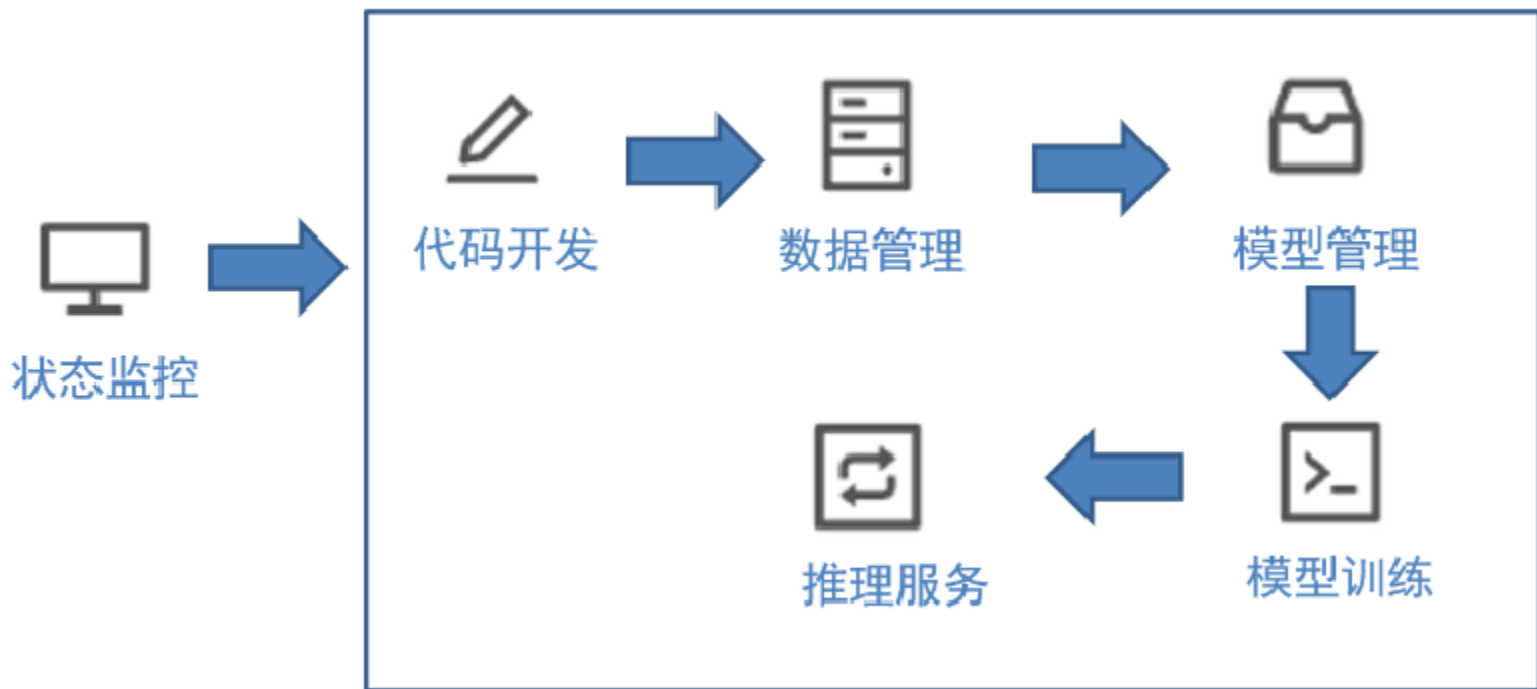 代码开发
数据管理
模型管理
状态监控
推理服务
模型训练